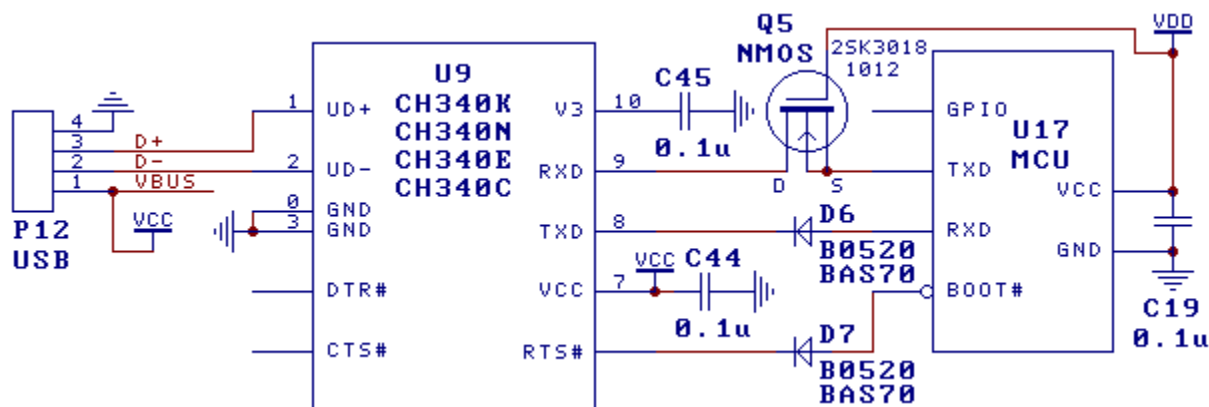 P12
USB
4
3
2
1
D+
D-
VBUS
VCC
1
2
0
3
U9
CH340K
CH340N
CH340E
CH340C
UD+
UD-
GND
GND
DTR#
CTS#
V3
RXD
TXD
VCC
RTS#
10
9
8
7
C45
0.1u
VCC
C44
0.1u
Q5
NMOS
2SK3018
1012
D
S
D6
B0520
BAS70
D7
B0520
BAS70
VDD
GPIO
U17
MCU
TXD
VCC
RXD
GND
BOOT#
C19
0.1u